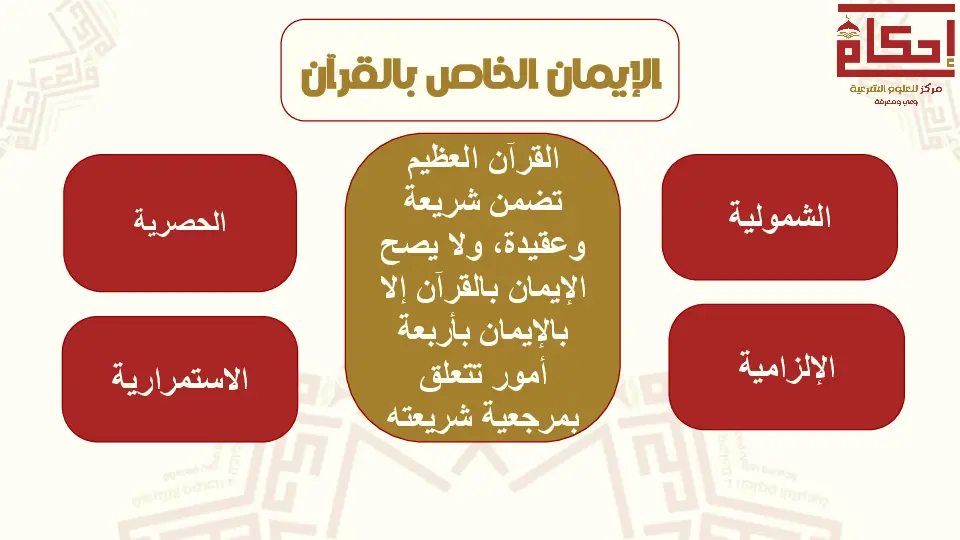 إحكام
مركز للعلوم الشرعية
وعي ومعرفة
الإيمان الخاص بالقرآن
القرآن العظيم
تضمن شريعة
وعقيدة، ولا يصح
الإيمان بالقرآن إلا
بالإيمان بأربعة
أمور تتعلق
بمرجعية شريعته
الشمولية
الإلزامية
الحصرية
الاستمرارية